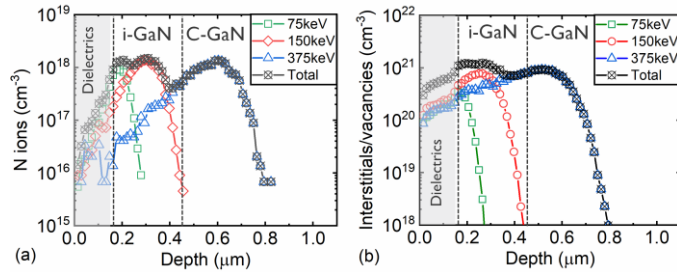 i-GaN
C-GaN
Dielectrics
75keV
150keV
375keV
Total
N ions (cm⁻³)
10¹⁹
10¹⁸
10¹⁷
10¹⁶
10¹⁵
0.0 0.2 0.4 0.6 0.8 1.0
Depth (μm)
(a)
i-GaN
C-GaN
Dielectrics
75keV
150keV
375keV
Total
Interstitials/vacancies (cm⁻³)
10²²
10²¹
10²⁰
10¹⁹
10¹⁸
0.0 0.2 0.4 0.6 0.8 1.0
Depth (μm)
(b)